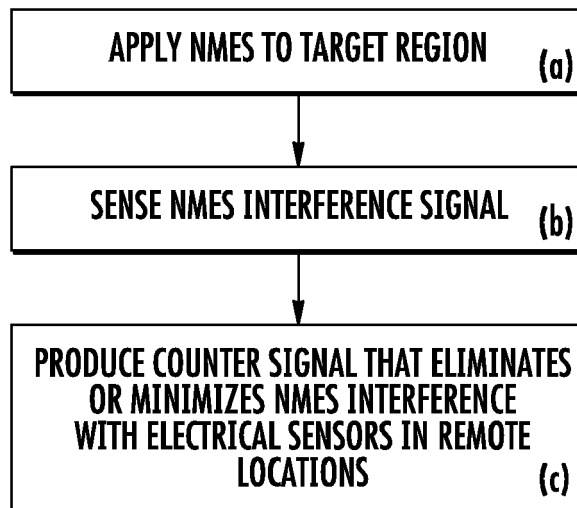 APPLY NMES TO TARGET REGION
(a)
SENSE NMES INTERFERENCE SIGNAL
(b)
PRODUCE COUNTER SIGNAL THAT ELIMINATES
OR MINIMIZES NMES INTERFERENCE
WITH ELECTRICAL SENSORS IN REMOTE
LOCATIONS
(c)